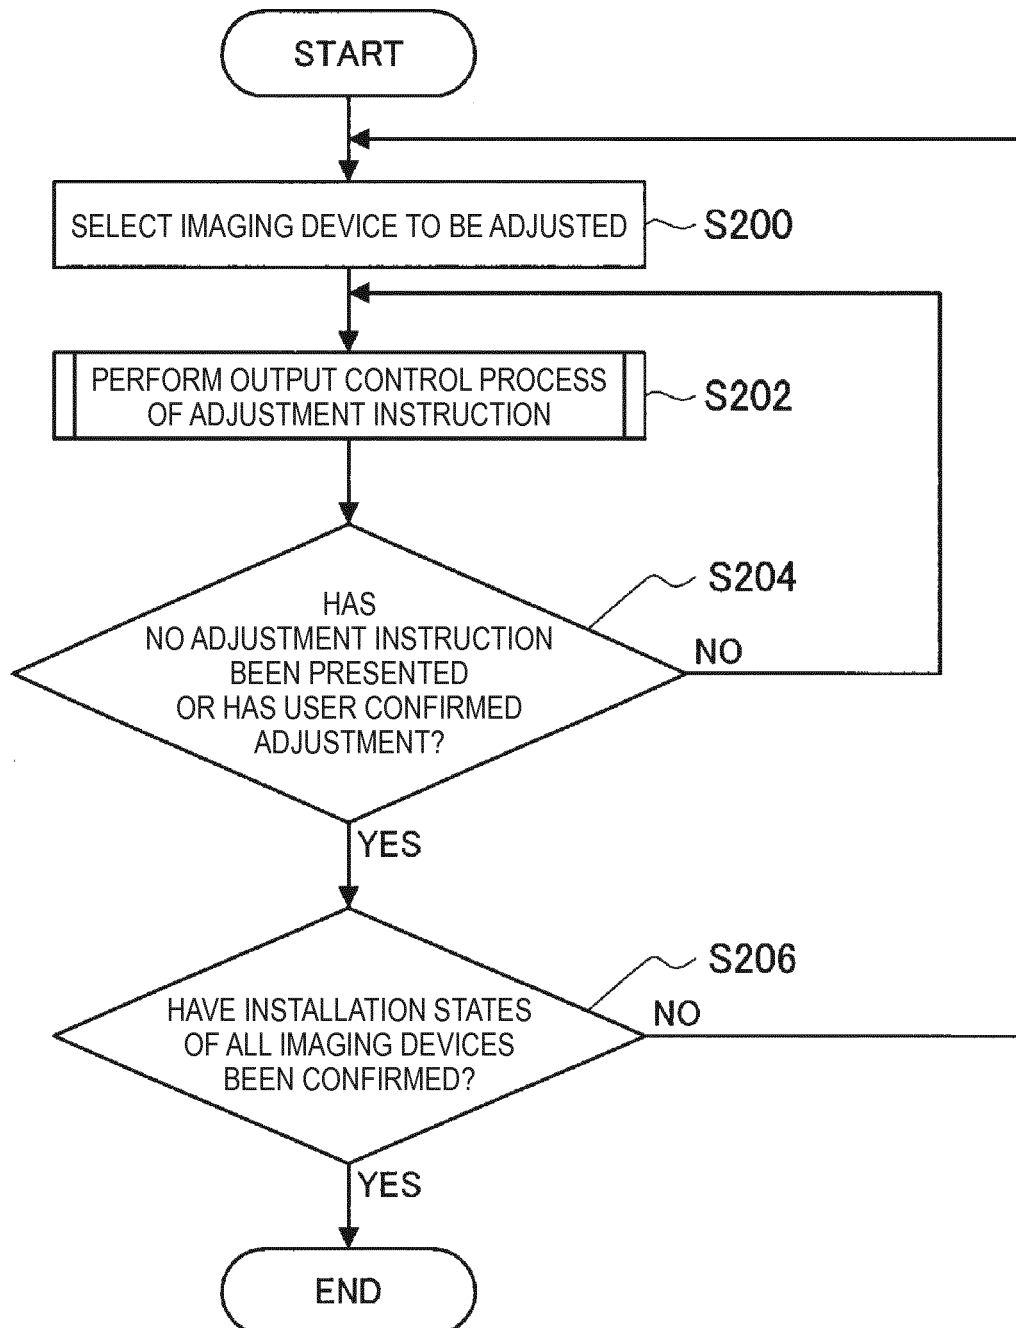 START
SELECT IMAGING DEVICE TO BE ADJUSTED
S200
PERFORM OUTPUT CONTROL PROCESS
OF ADJUSTMENT INSTRUCTION
S202
S204
HAS
NO ADJUSTMENT INSTRUCTION
BEEN PRESENTED
OR HAS USER CONFIRMED
ADJUSTMENT?
NO
YES
S206
HAVE INSTALLATION STATES
OF ALL IMAGING DEVICES
BEEN CONFIRMED?
NO
YES
END